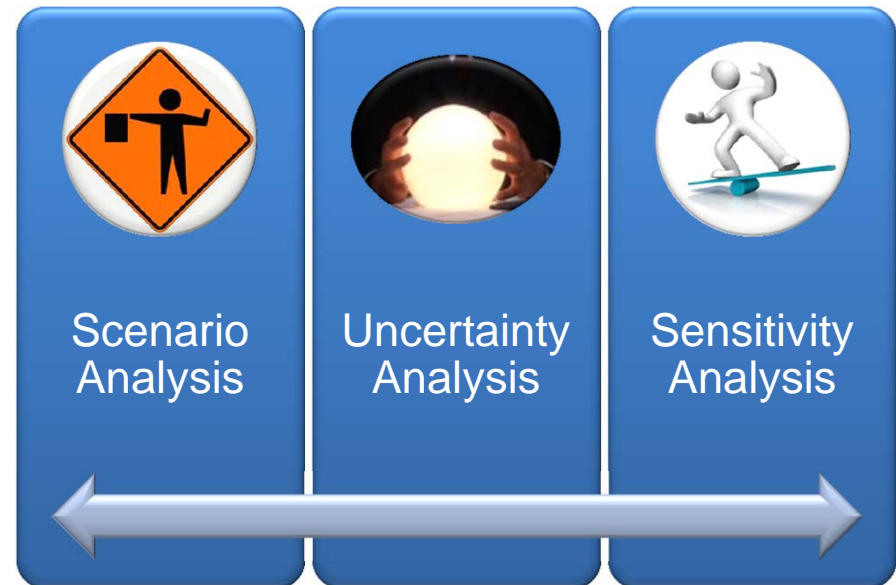 Scenario
Analysis
Uncertainty
Analysis
Sensitivity
Analysis